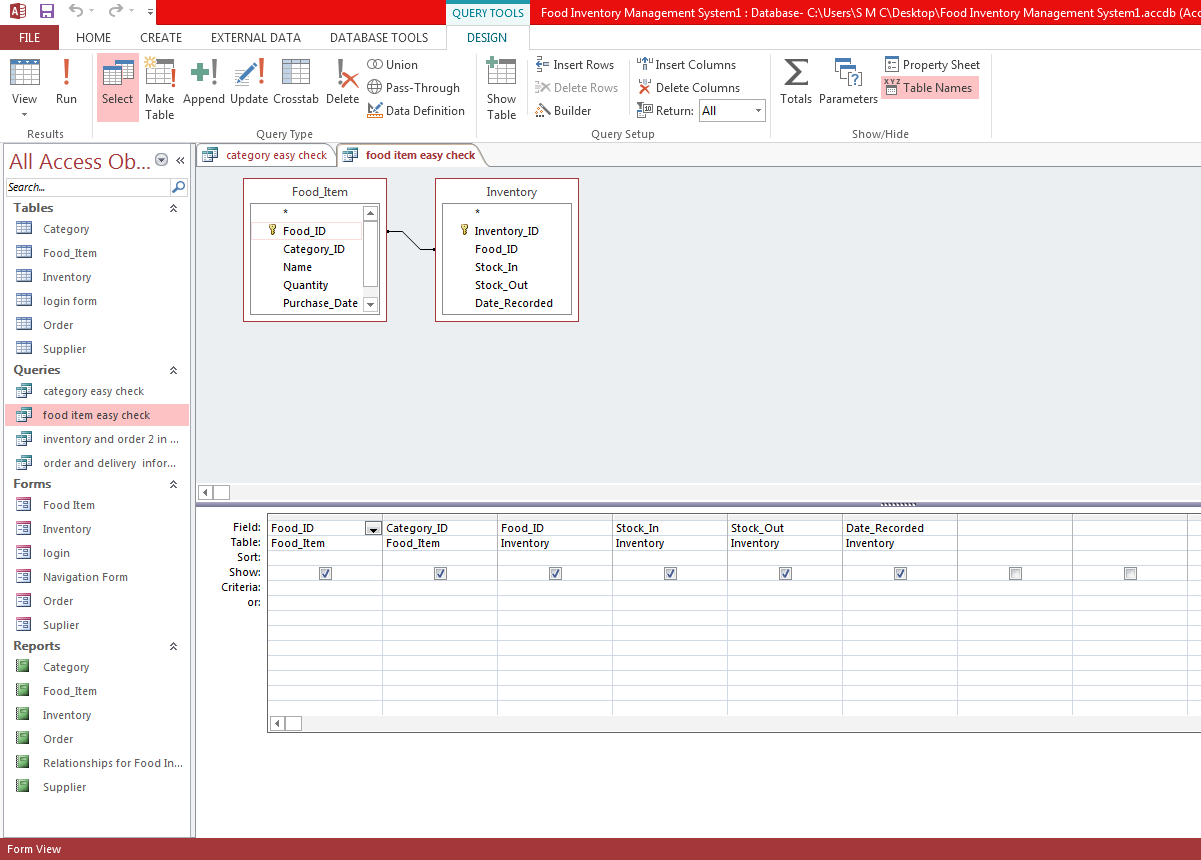 QUERY TOOLS
Food Inventory Management System1 : Database- C:\Users\S M C\Desktop\Food Inventory Management System1.accdb (Acc
FILE HOME CREATE EXTERNAL DATA DATABASE TOOLS DESIGN
View
Run
Results
Select
Make Table
Append
Update
Crosstab
Delete
Union
Pass-Through
Data Definition
Query Type
Show Table
Insert Rows
Delete Rows
Builder
Insert Columns
Delete Columns
Return: All
Query Setup
Totals
Parameters
Property Sheet
XYZ
Table Names
Show/Hide
All Access Ob...
Search...
Tables
Category
Food_Item
Inventory
login form
Order
Supplier
Queries
category easy check
food item easy check
inventory and order 2 in ...
order and delivery infor...
Forms
Food Item
Inventory
login
Navigation Form
Order
Suplier
Reports
Category
Food_Item
Inventory
Order
Relationships for Food In...
Supplier
category easy check
food item easy check
Food_Item
*
Food_ID
Category_ID
Name
Quantity
Purchase_Date
Inventory
*
Inventory_ID
Food_ID
Stock_In
Stock_Out
Date_Recorded
Field: Food_ID Category_ID Food_ID Stock_In Stock_Out Date_Recorded
Table: Food_Item Food_Item Inventory Inventory Inventory Inventory
Sort:
Show:
Criteria:
or:
Form View